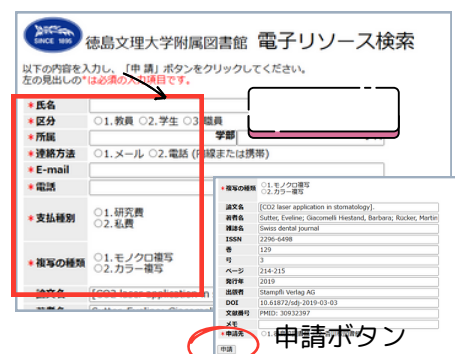 SINCE 1895
徳島文理大学附属図書館 電子リソース検索
以下の内容を入力し、「申 請」ボタンをクリックしてください。
左の見出しの*は必須の入力項目です。
*氏名
*区分 ○1.教員 ○2.学生 ○3.職員
*所属 学部
*連絡方法 ○1.メール ○2.電話 (内線または携帯)
*E-mail
*電話
*支払種別 ○1.研究費
○2.私費
*複写の種類 ○1.モノクロ複写
○2.カラー複写
論文名 [CO2 laser application in
*複写の種類 ○1.モノクロ複写
○2.カラー複写
論文名 [CO2 laser application in stomatology].
著者名 Sutter, Eveline; Giacomelli Hiestand, Barbara; Rücker, Martin
雑誌名 Swiss dental journal
ISSN 2296-6498
巻 129
号 3
ページ 214-215
発行年 2019
出版者 Stampfli Verlag AG
DOI 10.61872/sdj-2019-03-03
文献番号 PMID: 30932397
メモ
*申請先 ○1.
申請
申請ボタン